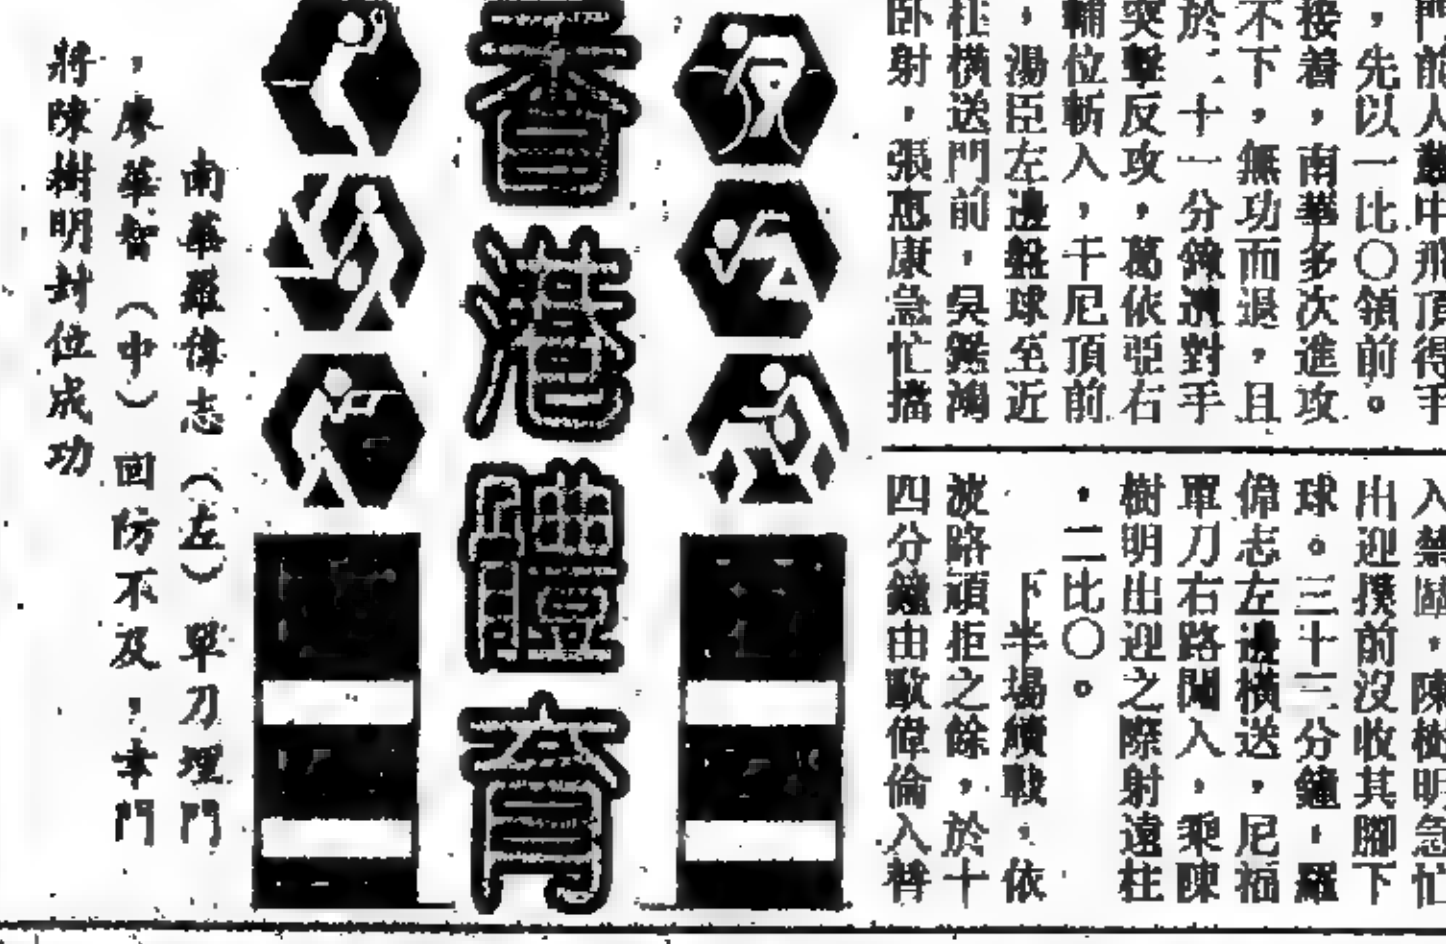 門前人叢中飛頂得手
，先以一比〇領前。
接着，南華多次進攻
不下，無功而退，且
於二十一分鐘遭對手
突擊反攻，葛依亞右
輔位斬入，干尼頂前
，湯臣左邊盤球至近
柱橫送門前，吳 鴻
卧射，張惠康急忙擋
入禁區，陳樹明急忙
出迎撲前沒收其腳下
球。三十三分鐘，羅
偉志左邊橫送，尼福
單刀右路闖入，乘陳
樹明出迎之際射遠柱
，二比〇。
下半場續戰，依
波路頑拒之餘，於十
四分鐘由歐偉倫入替
香港體育
南華羅偉志（左）單刀埋門
，廖華智（中）回防不及，幸門
將陳樹明封位成功